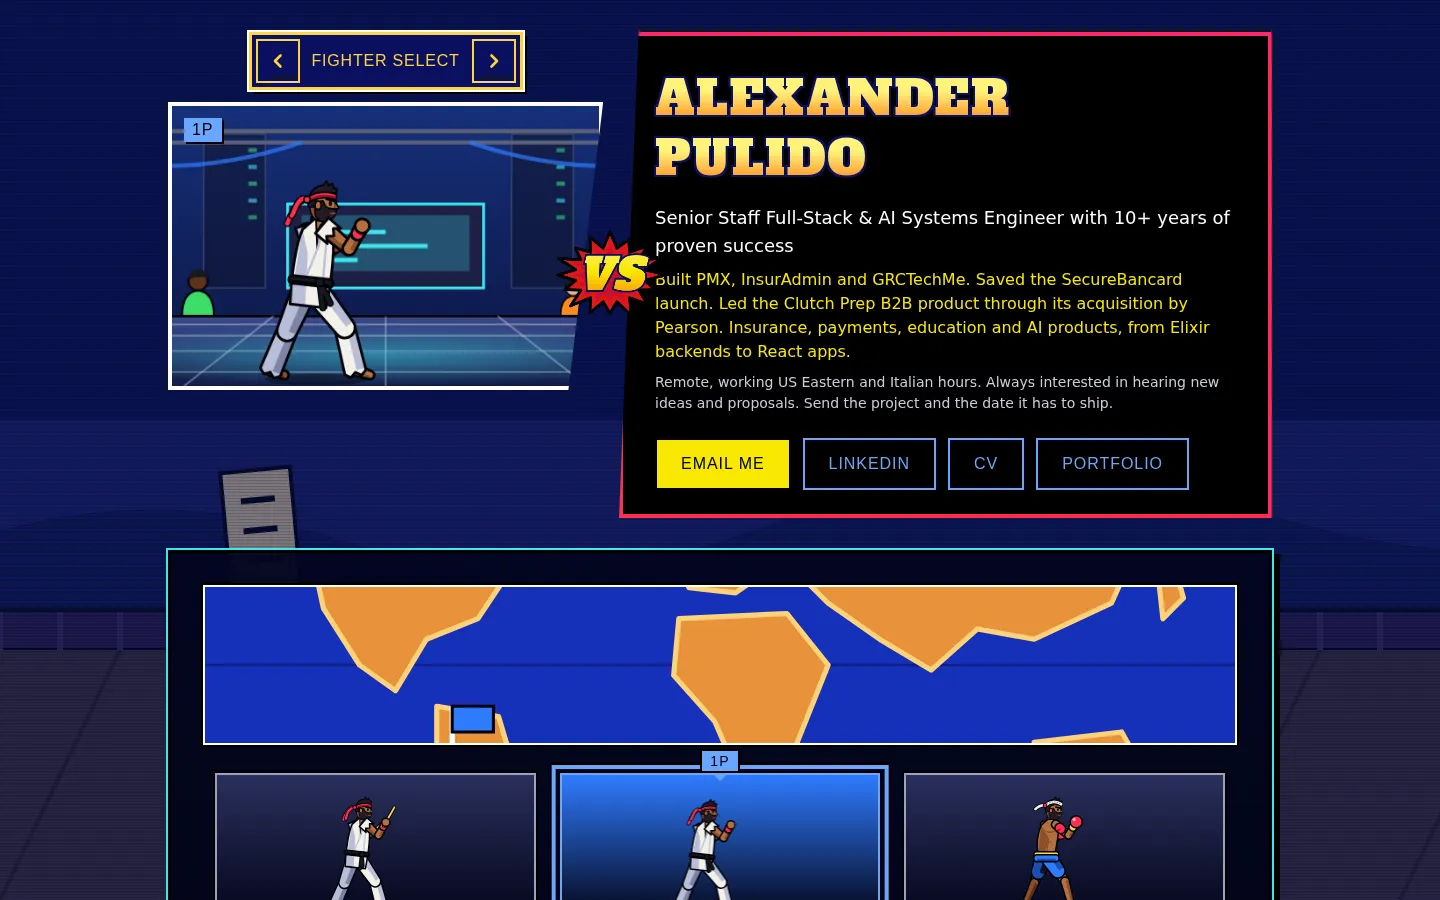 FIGHTER SELECT
1P
ALEXANDER
PULIDO
Senior Staff Full-Stack & AI Systems Engineer with 10+ years of
proven success
VS
Built PMX, InsurAdmin and GRCTechMe. Saved the SecureBancard
launch. Led the Clutch Prep B2B product through its acquisition by
Pearson. Insurance, payments, education and AI products, from Elixir
backends to React apps.
Remote, working US Eastern and Italian hours. Always interested in hearing new
ideas and proposals. Send the project and the date it has to ship.
EMAIL ME
LINKEDIN
CV
PORTFOLIO
1P